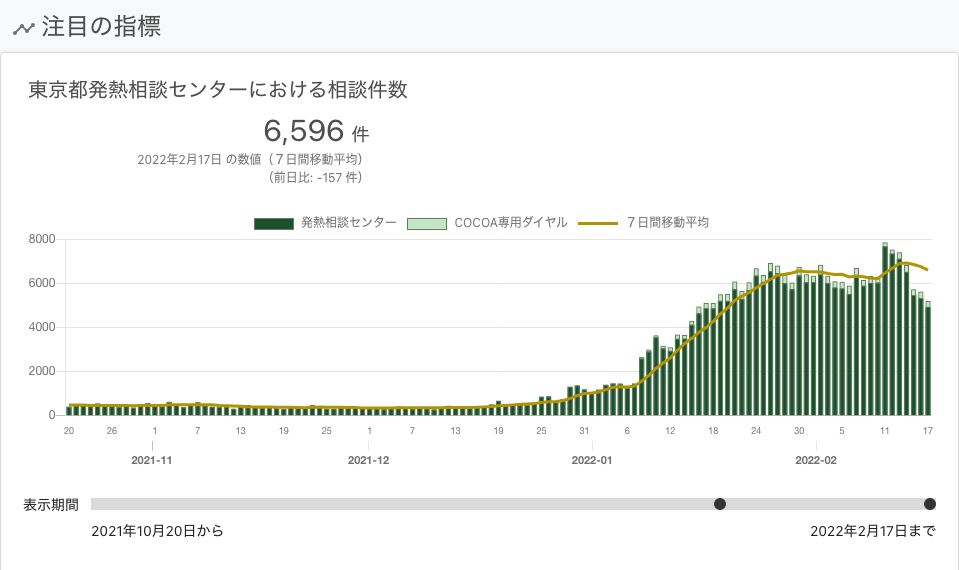 注目の指標
東京都発熱相談センターにおける相談件数
6,596 件
2022年2月17日 の数値（７日間移動平均）
（前日比: -157 件）
発熱相談センター COCOA専用ダイヤル ７日間移動平均
8000
6000
4000
2000
0
20 26 1 7 13 19 25 1 7 13 19 25 31 6 12 18 24 30 5 11 17
2021-11 2021-12 2022-01 2022-02
表示期間
2021年10月20日から 2022年2月17日まで